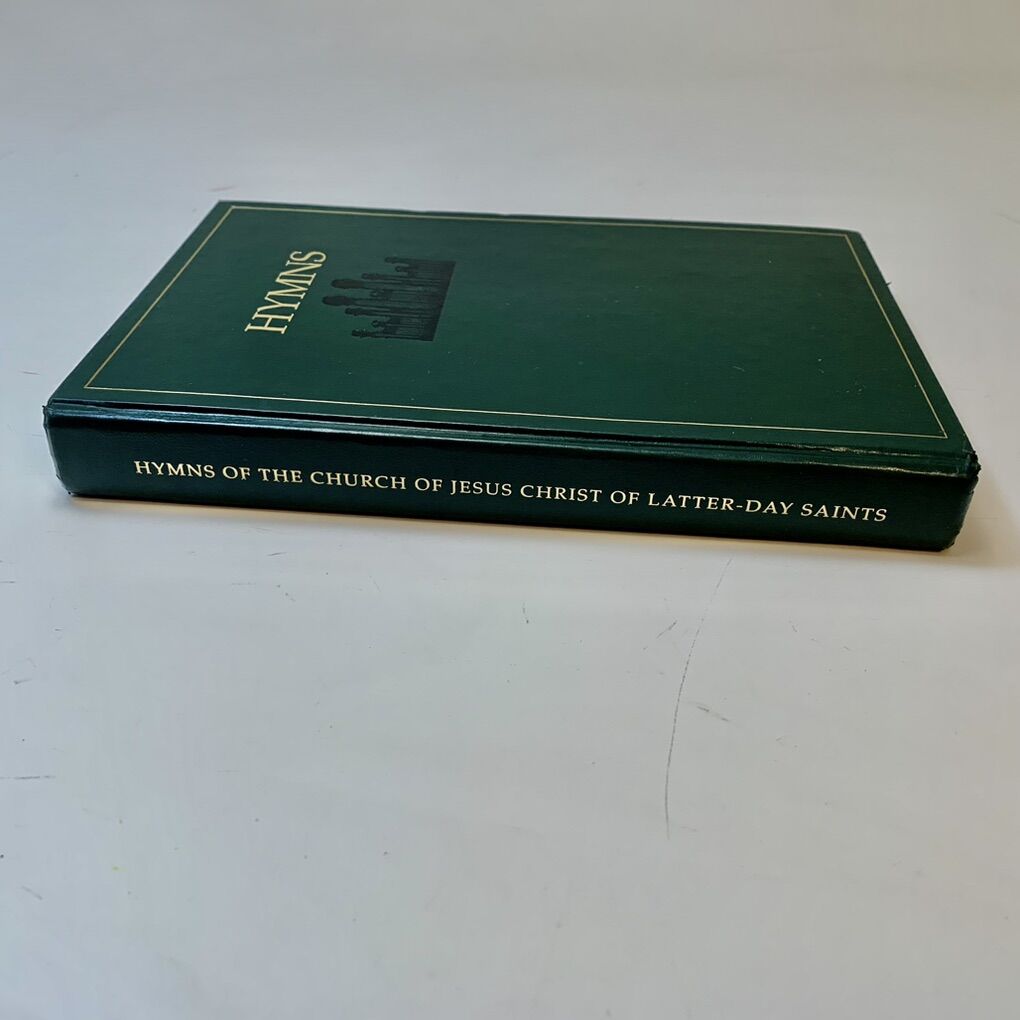 HYMNS
HYMNS OF THE CHURCH OF JESUS CHRIST OF LATTER-DAY SAINTS